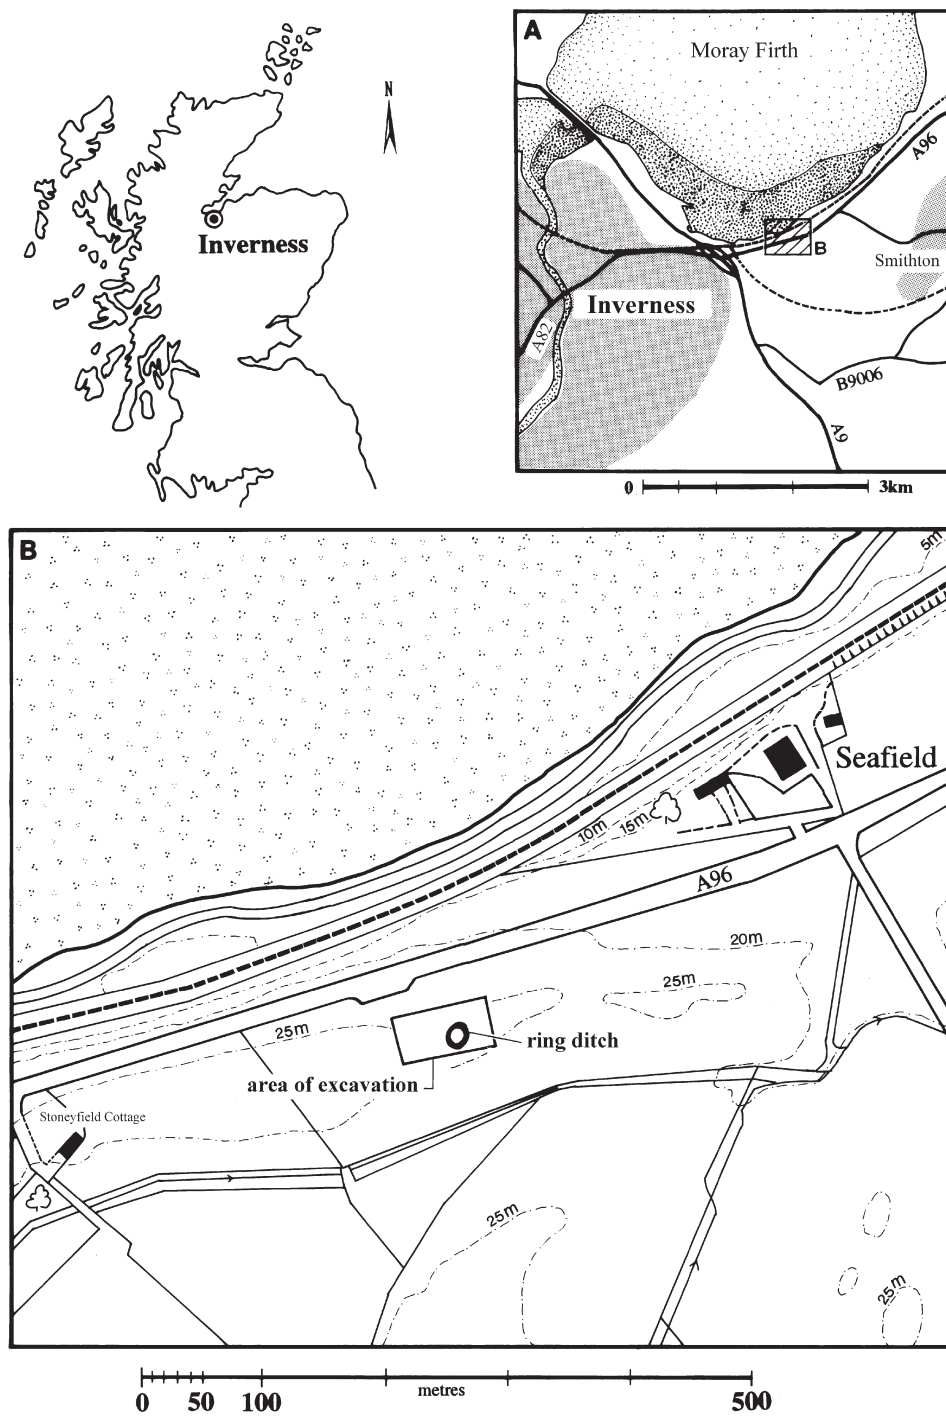 N
Inverness
A
Moray Firth
A96
B
Smithton
Inverness
A82
B9006
A9
0 3km
B
5m
Seafield
10m
15m
A96
20m
25m
25m
ring ditch
area of excavation
Stoneyfield Cottage
25m
25m
metres
0 50 100 500